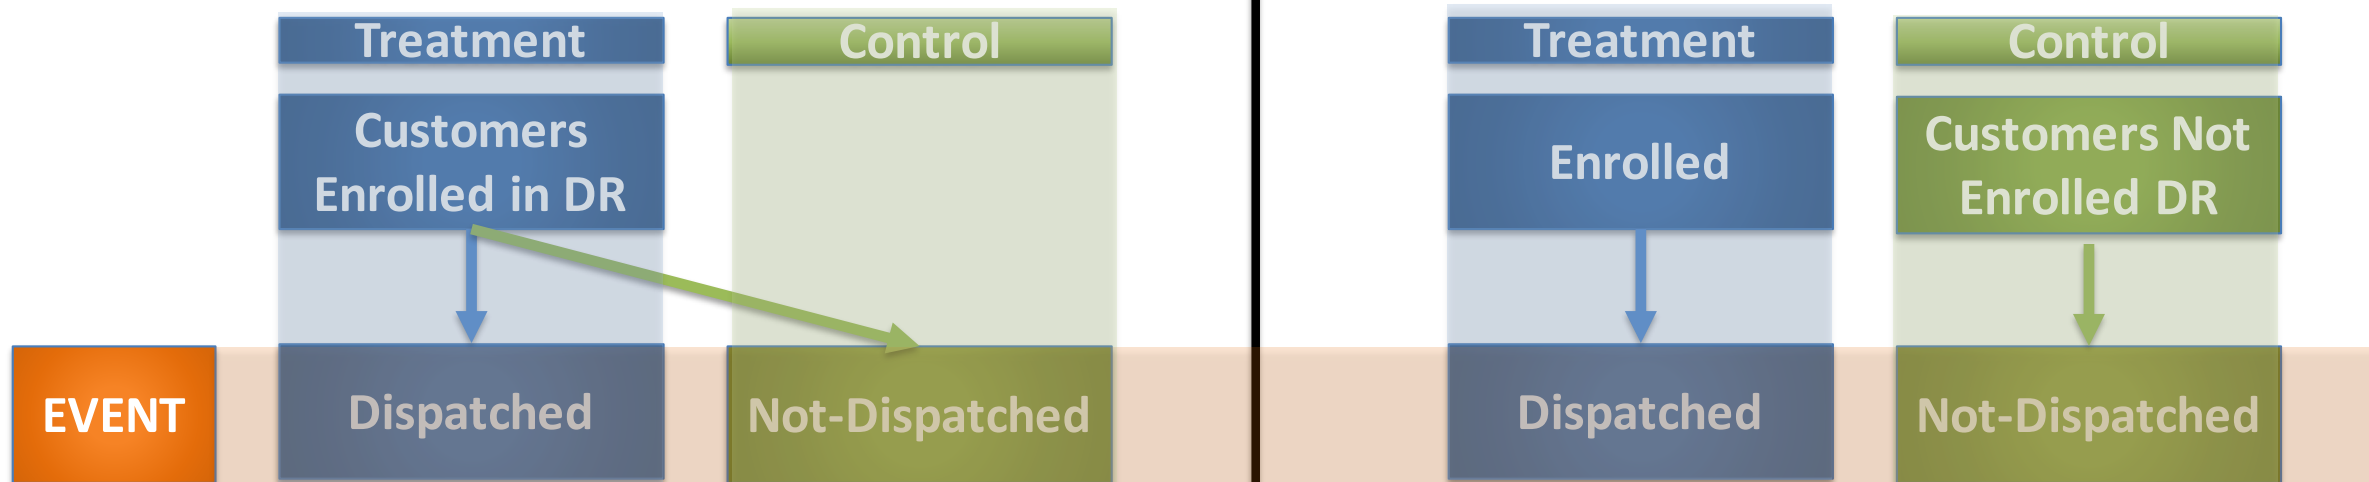 Treatment
Control
Customers
Enrolled in DR
EVENT
Dispatched
Not-Dispatched
Treatment
Control
Enrolled
Customers Not
Enrolled DR
Dispatched
Not-Dispatched